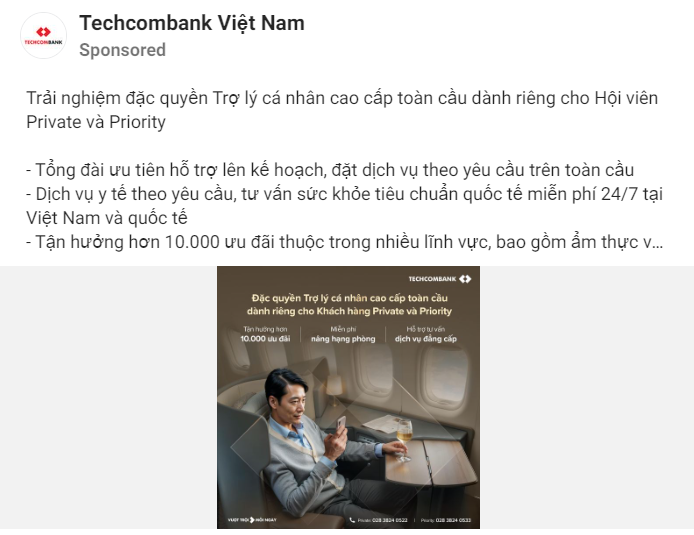 TECHCOMBANK
Techcombank Việt Nam
Sponsored
Trải nghiệm đặc quyền Trợ lý cá nhân cao cấp toàn cầu dành riêng cho Hội viên
Private và Priority
- Tổng đài ưu tiên hỗ trợ lên kế hoạch, đặt dịch vụ theo yêu cầu trên toàn cầu
- Dịch vụ y tế theo yêu cầu, tư vấn sức khỏe tiêu chuẩn quốc tế miễn phí 24/7 tại
Việt Nam và quốc tế
- Tận hưởng hơn 10.000 ưu đãi thuộc trong nhiều lĩnh vực, bao gồm ẩm thực v...
TECHCOMBANK
Đặc quyền Trợ lý cá nhân cao cấp toàn cầu
dành riêng cho Khách hàng Private và Priority
Tận hưởng hơn
10.000 ưu đãi
Miễn phí
nâng hạng phòng
Hỗ trợ tư vấn
dịch vụ đẳng cấp
VƯỢT TRỘI MỖI NGÀY
Private: 028 3824 0522 | Priority: 028 3824 0533